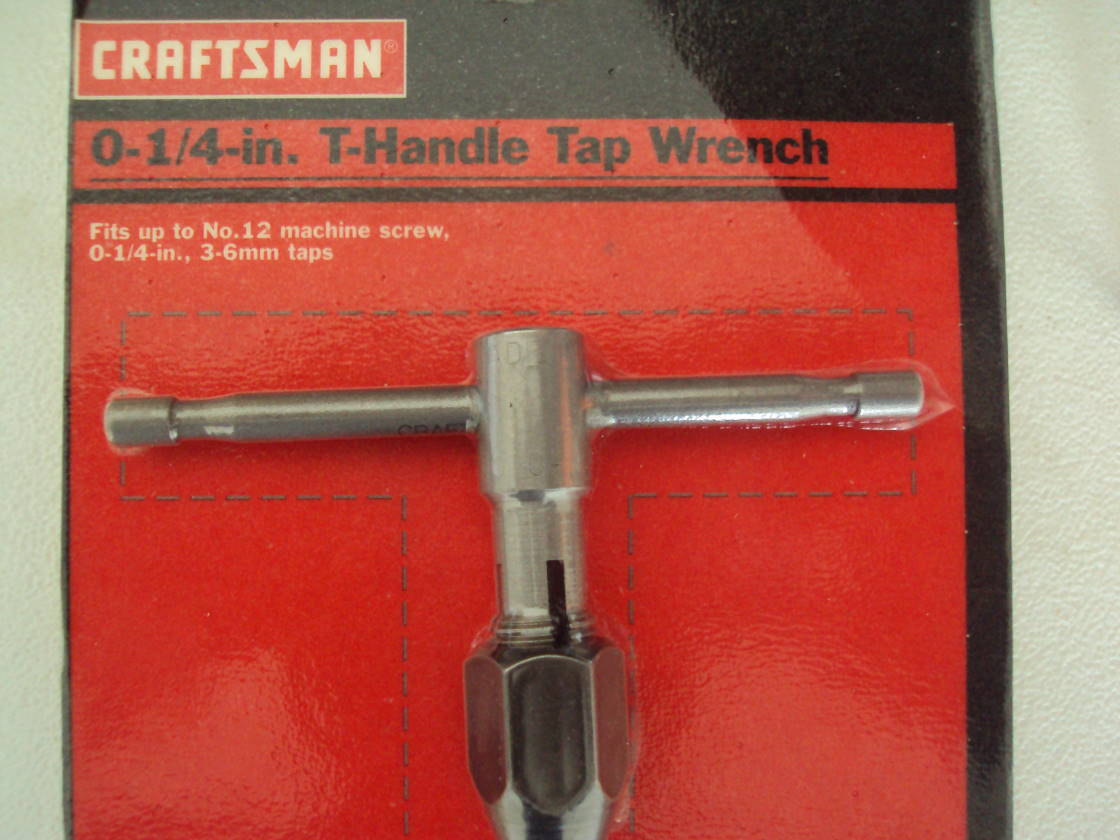 CRAFTSMAN®
0-1/4-in. T-Handle Tap Wrench
Fits up to No.12 machine screw,
0-1/4-in., 3-6mm taps